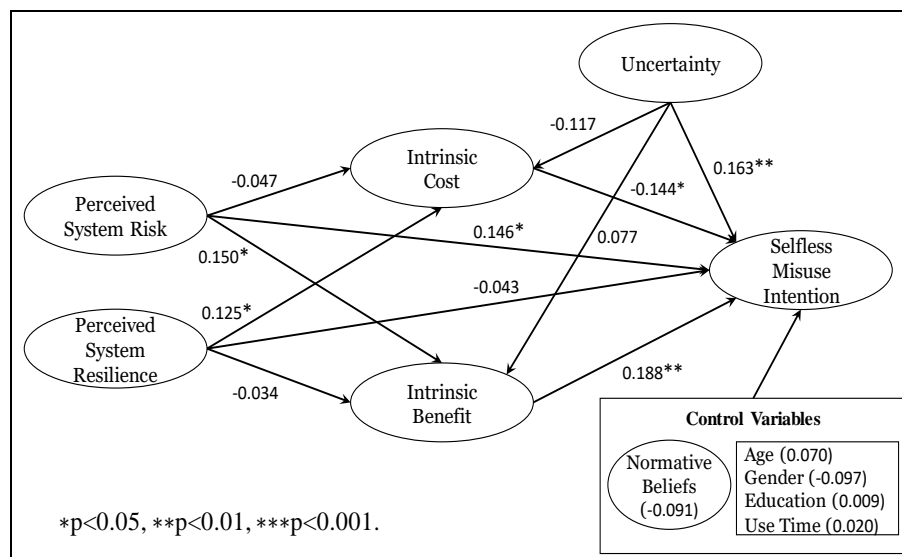 Uncertainty
-0.117
Intrinsic
Cost
0.163**
-0.047
-0.144*
Perceived
System Risk
0.146*
0.077
0.150*
Selfless
Misuse
Intention
0.125*
-0.043
Perceived
System
Resilience
-0.034
Intrinsic
Benefit
0.188**
Control Variables
Normative
Beliefs
(-0.091)
Age (0.070)
Gender (-0.097)
Education (0.009)
Use Time (0.020)
*p<0.05, **p<0.01, ***p<0.001.